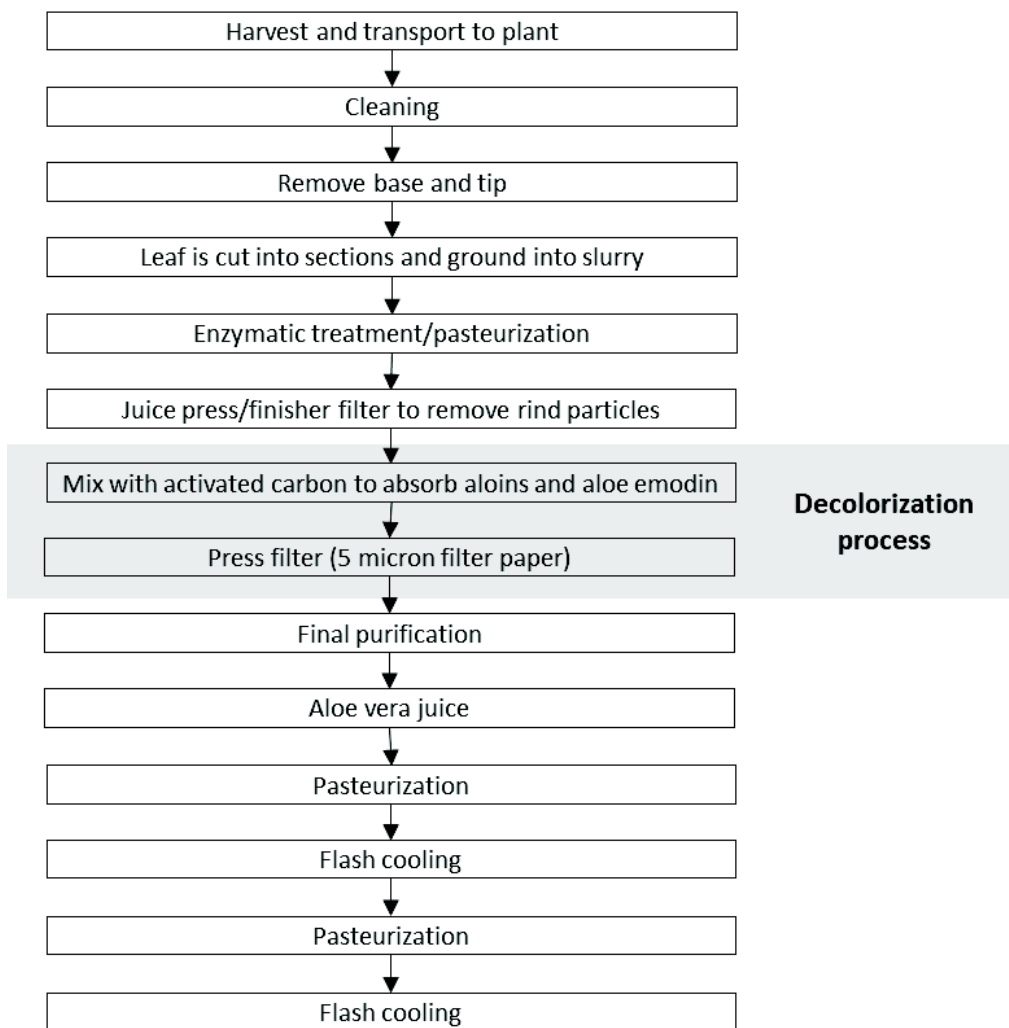 Harvest and transport to plant
Cleaning
Remove base and tip
Leaf is cut into sections and ground into slurry
Enzymatic treatment/pasteurization
Juice press/finisher filter to remove rind particles
Mix with activated carbon to absorb aloins and aloe emodin
Decolorization
process
Press filter (5 micron filter paper)
Final purification
Aloe vera juice
Pasteurization
Flash cooling
Pasteurization
Flash cooling